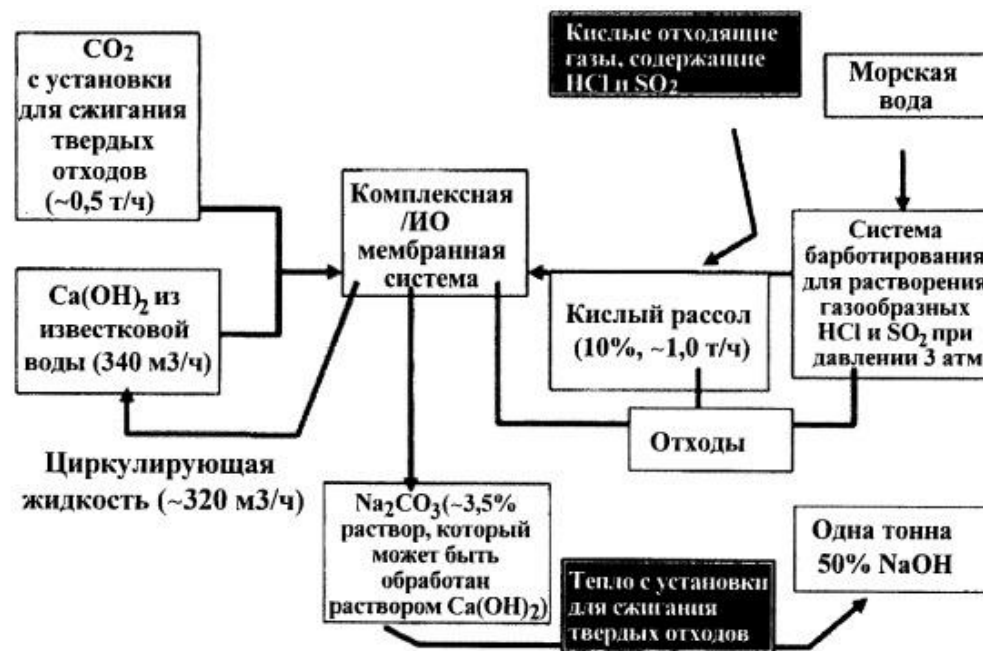 CO2
с установки
для сжигания
твердых
отходов
(~0,5 т/ч)
Кислые отходящие
газы, содержащие
HCl и SO2
Морская
вода
Комплексная
/ИО
мембранная
система
Ca(OH)2 из
известковой
воды (340 м3/ч)
Кислый рассол
(10%, ~1,0 т/ч)
Система
барботирования
для растворения
газообразных
HCl и SO2 при
давлении 3 атм
Отходы
Циркулирующая
жидкость (~320 м3/ч)
Na2CO3(~3,5%
раствор, который
может быть
обработан
раствором Ca(OH)2)
Тепло с установки
для сжигания
твердых отходов
Одна тонна
50% NaOH